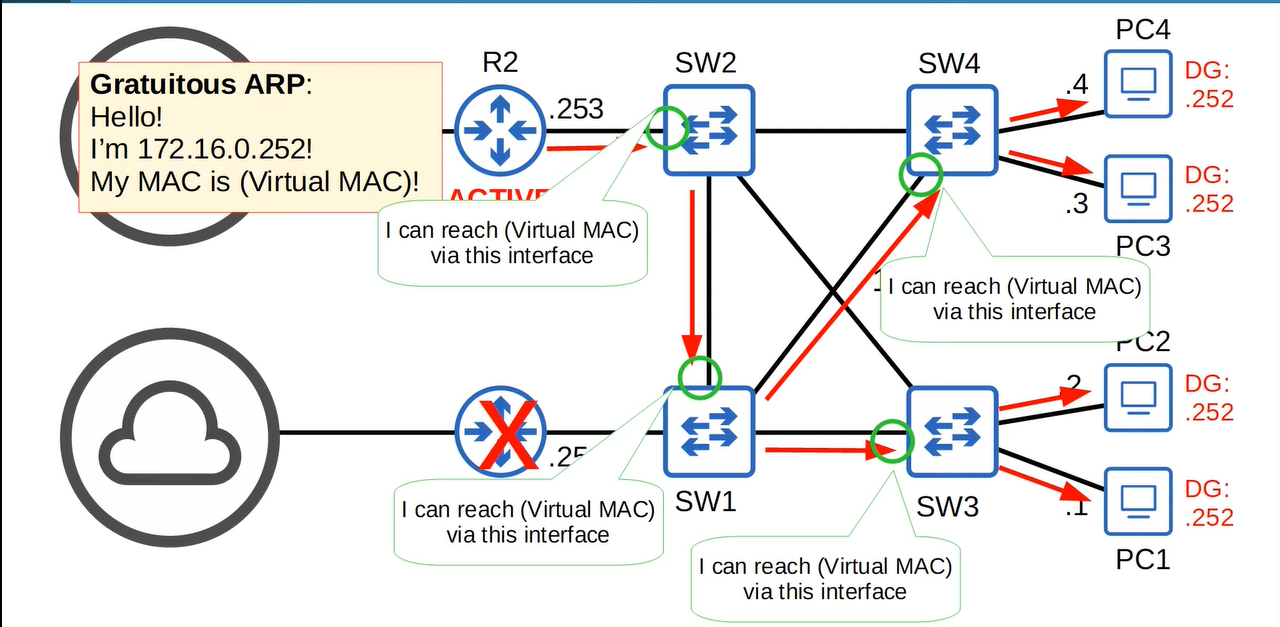 Gratuitous ARP:
Hello!
I'm 172.16.0.252!
My MAC is (Virtual MAC)!
R2
.253
ACTIVE
SW2
SW4
PC4
.4
DG:
.252
.3
DG:
.252
PC3
I can reach (Virtual MAC)
via this interface
I can reach (Virtual MAC)
via this interface
PC2
.2
DG:
.252
.25
SW1
I can reach (Virtual MAC)
via this interface
SW3
I can reach (Virtual MAC)
via this interface
.1
DG:
.252
PC1